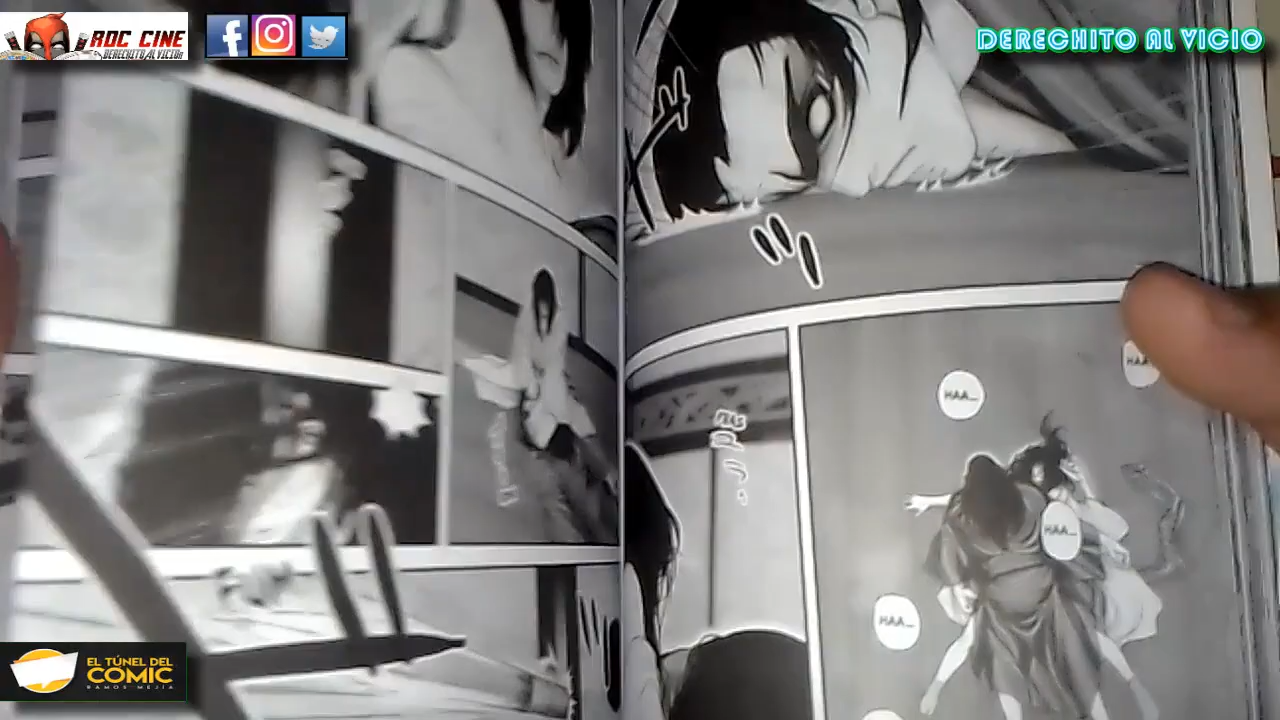 ROC CINE
DERECHITO AL VICIO!
DERECHITO AL VICIO
HAA...
HAA...
HAA...
HAA...
EL TÚNEL DEL
COMIC
RAMOS MEJÍA